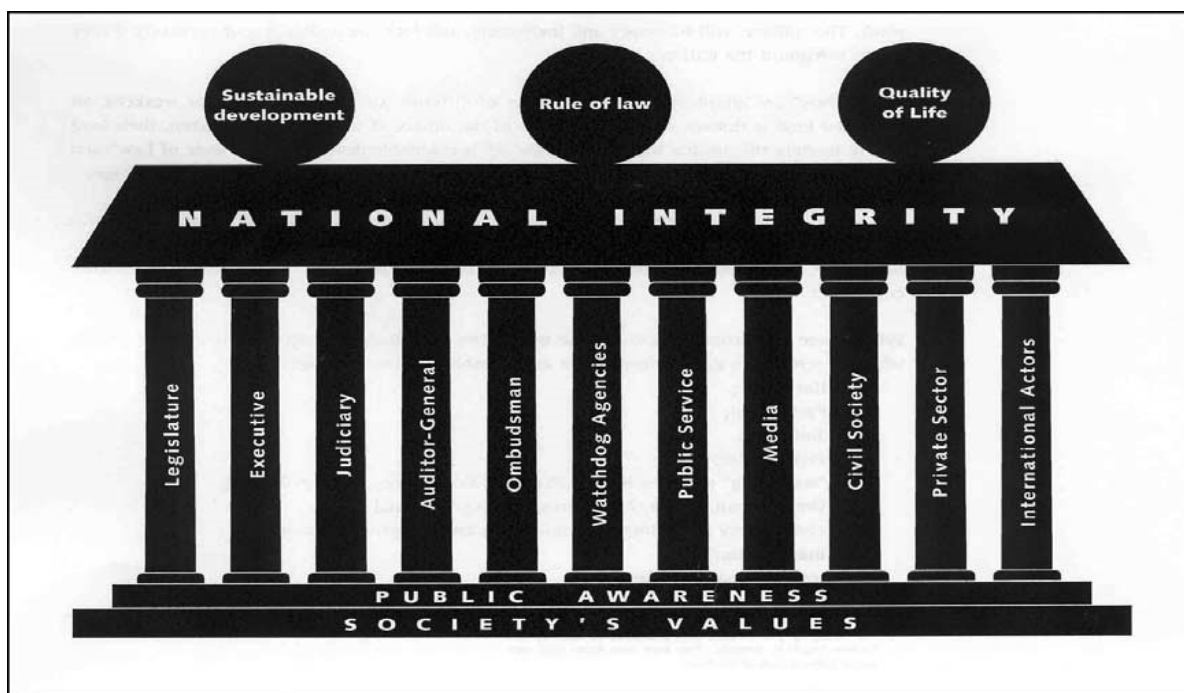 Sustainable
development
Rule of law
Quality
of Life
NATIONAL INTEGRITY
Legislature
Executive
Judiciary
Auditor-General
Ombudsman
Watchdog Agencies
Public Service
Media
Civil Society
Private Sector
International Actors
PUBLIC AWARENESS
SOCIETY'S VALUES